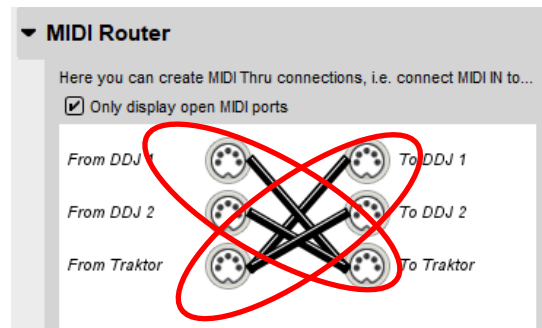 MIDI Router
Here you can create MIDI Thru connections, i.e. connect MIDI IN to...
Only display open MIDI ports
From DDJ 1 To DDJ 1
From DDJ 2 To DDJ 2
From Traktor To Traktor